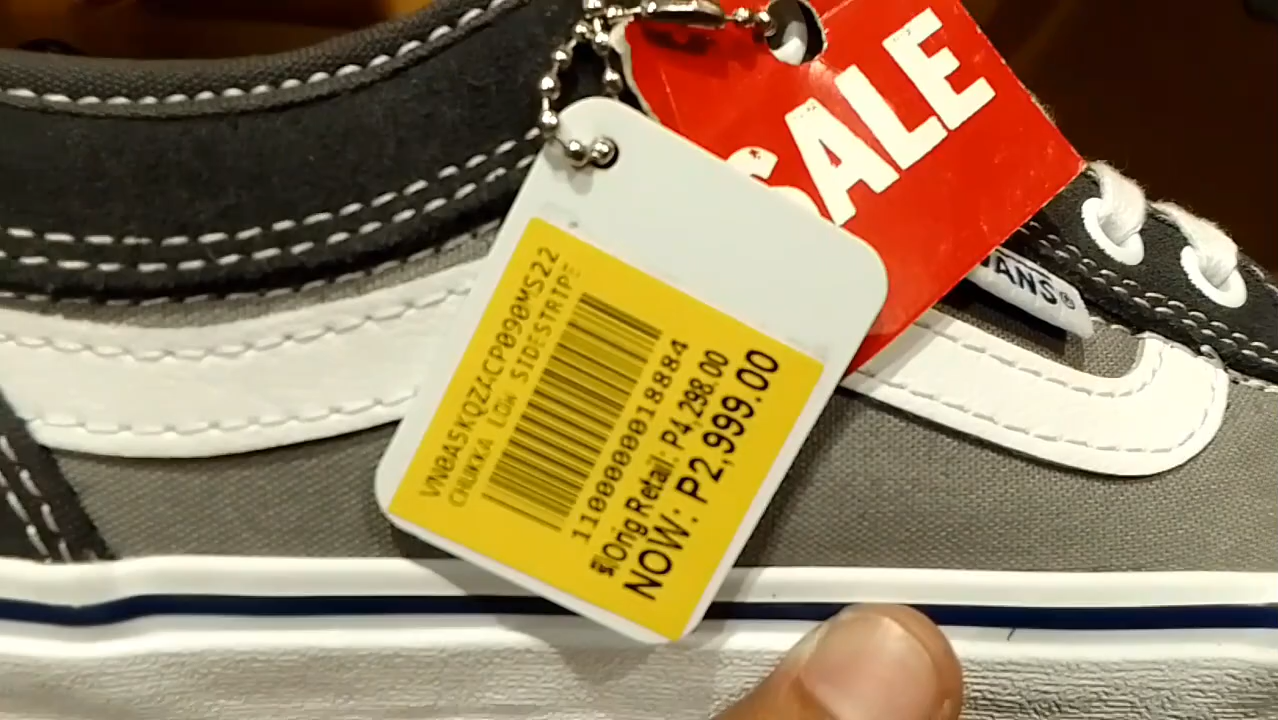 SALE
VANS®
VN0A5KQZACP090MS22
CHUKKA LOW SIDESTRIPE
1100000018884
Orig Retail: P4,298.00
NOW: P2,999.00